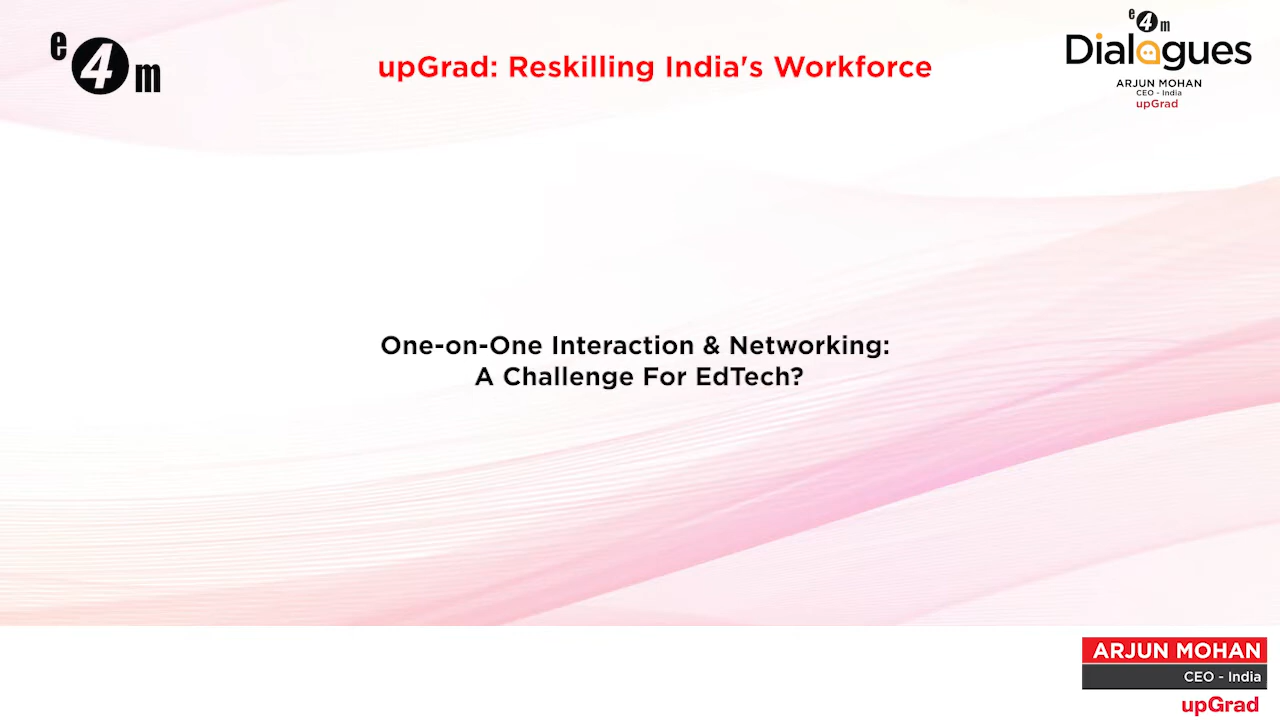 e4m
upGrad: Reskilling India's Workforce
e4m
Dialogues
ARJUN MOHAN
CEO - India
upGrad
One-on-One Interaction & Networking:
A Challenge For EdTech?
ARJUN MOHAN
CEO - India
upGrad